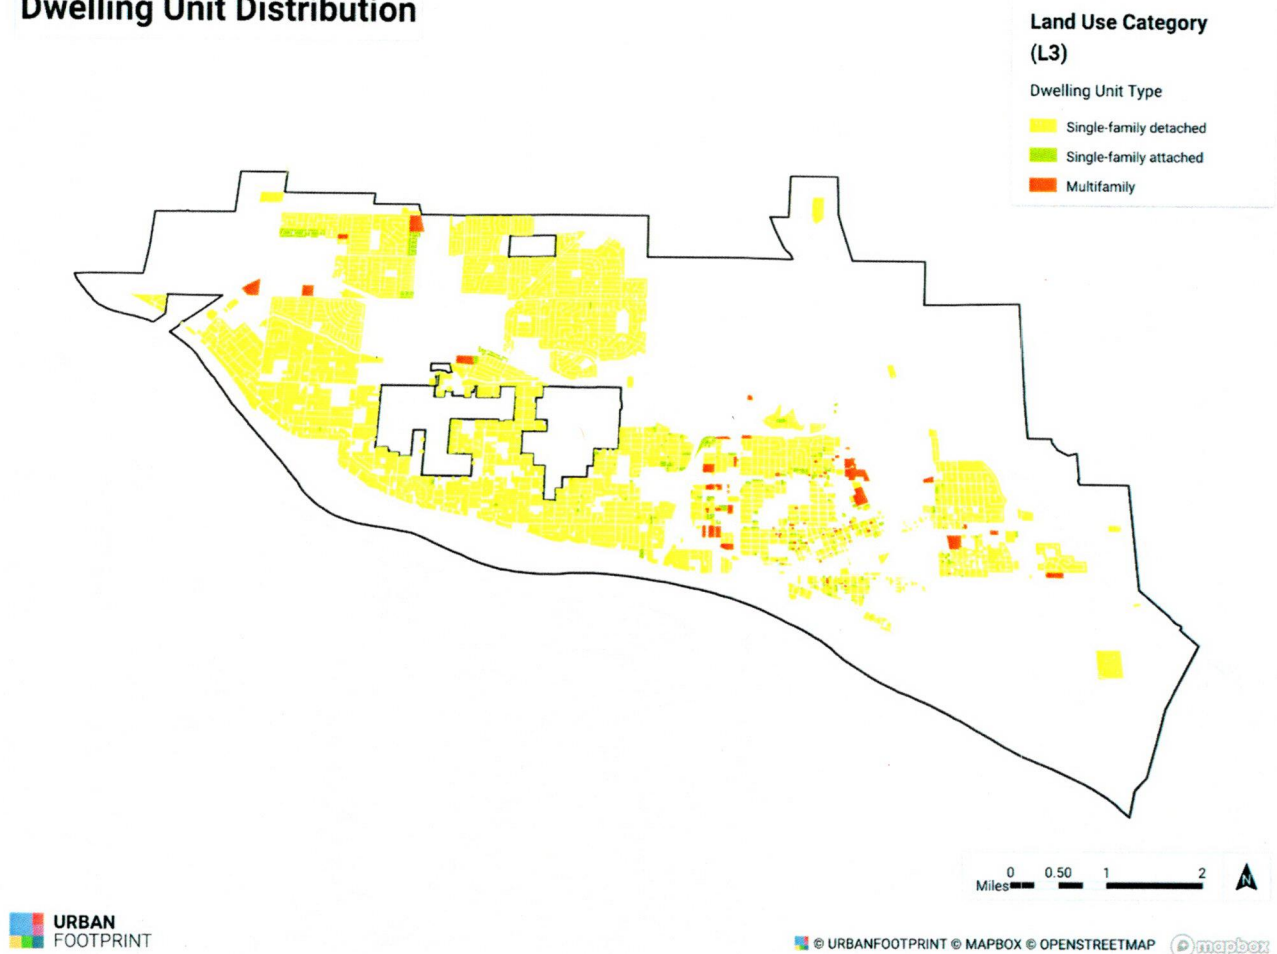 Dwelling Unit Distribution
Land Use Category
(L3)
Dwelling Unit Type
Single-family detached
Single-family attached
Multifamily
Miles 0 0.50 1 2
N
URBAN
FOOTPRINT
© URBANFOOTPRINT © MAPBOX © OPENSTREETMAP
mapbox